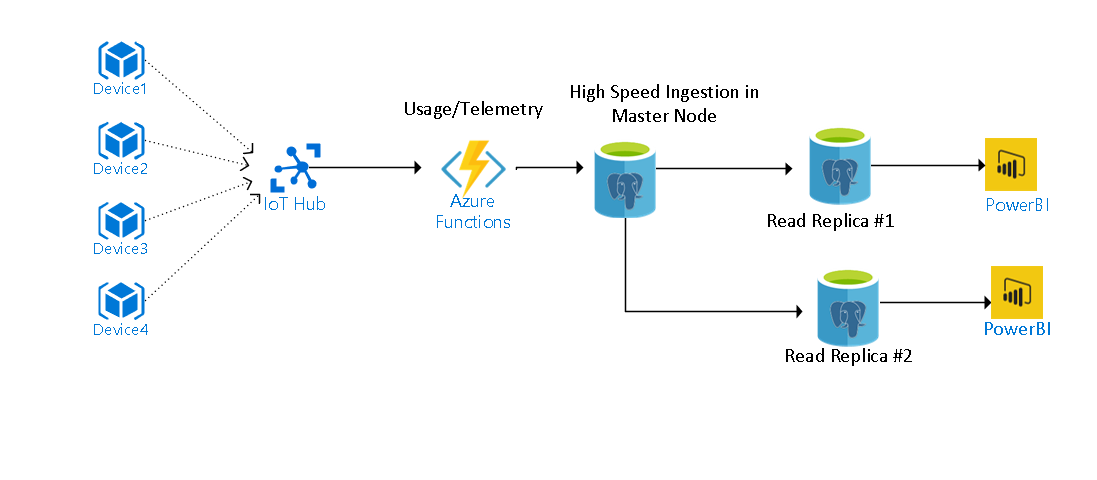 Device1
Device2
Device3
Device4
IoT Hub
Usage/Telemetry
Azure
Functions
High Speed Ingestion in
Master Node
Read Replica #1
PowerBI
Read Replica #2
PowerBI